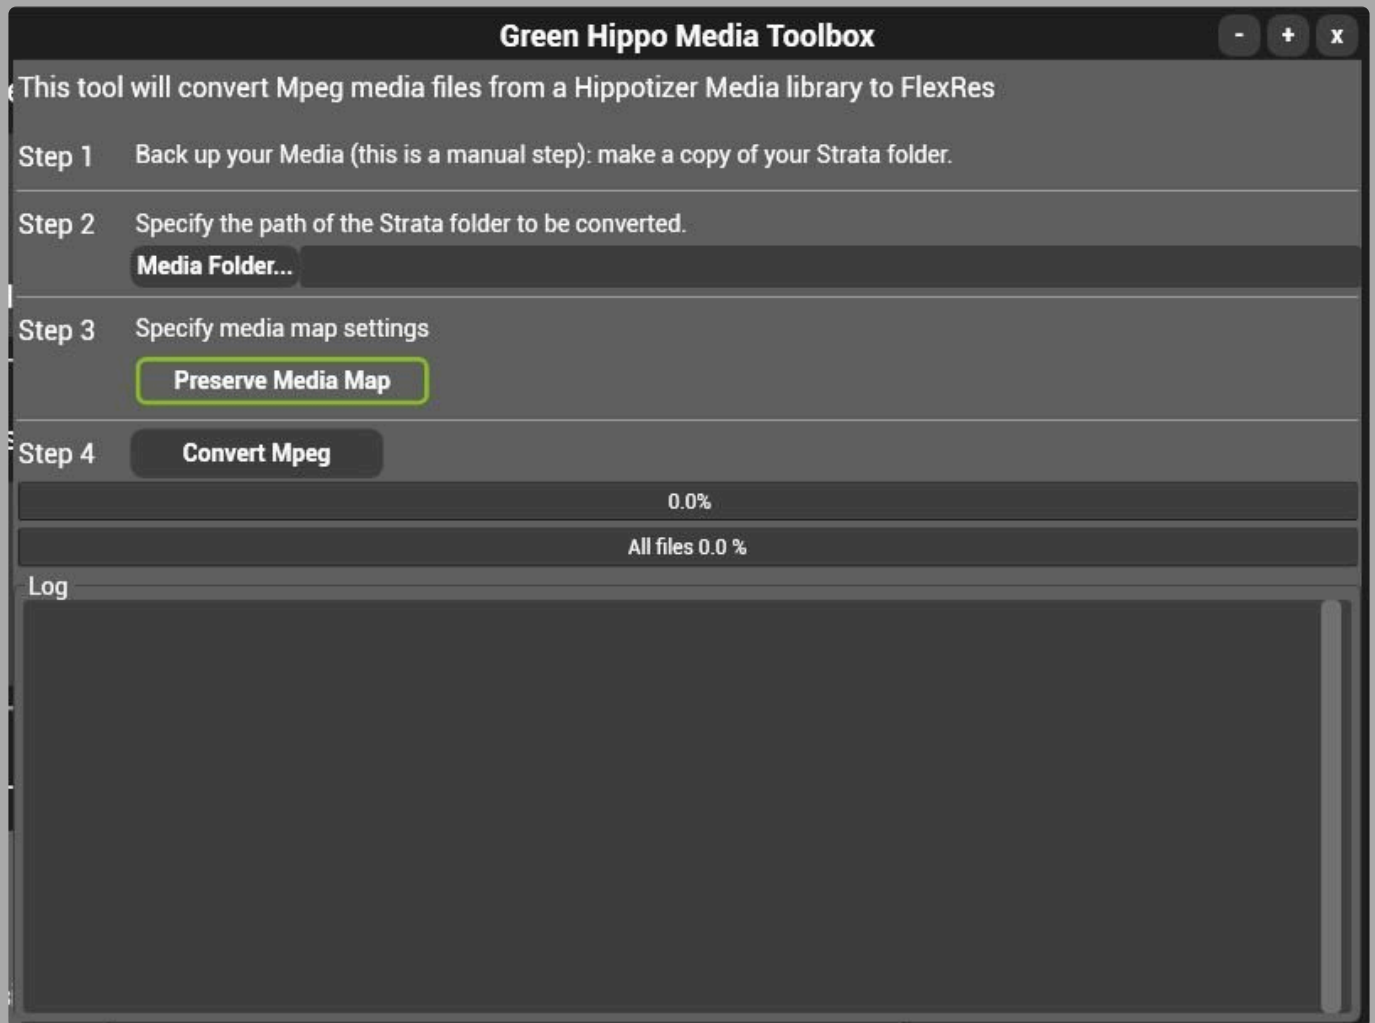 Green Hippo Media Toolbox
- + x
This tool will convert Mpeg media files from a Hippotizer Media library to FlexRes
Step 1 Back up your Media (this is a manual step): make a copy of your Strata folder.
Step 2 Specify the path of the Strata folder to be converted.
Media Folder...
Step 3 Specify media map settings
Preserve Media Map
Step 4 Convert Mpeg
0.0%
All files 0.0 %
Log